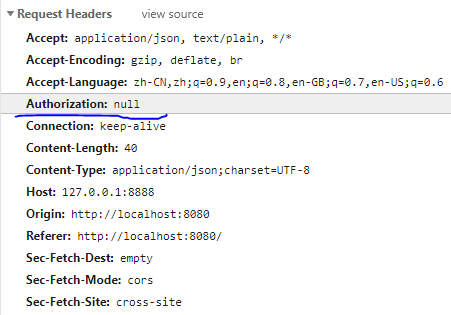 Request Headers view source
Accept: application/json, text/plain, */*
Accept-Encoding: gzip, deflate, br
Accept-Language: zh-CN,zh;q=0.9,en;q=0.8,en-GB;q=0.7,en-US;q=0.6
Authorization: null
Connection: keep-alive
Content-Length: 40
Content-Type: application/json;charset=UTF-8
Host: 127.0.0.1:8888
Origin: http://localhost:8080
Referer: http://localhost:8080/
Sec-Fetch-Dest: empty
Sec-Fetch-Mode: cors
Sec-Fetch-Site: cross-site